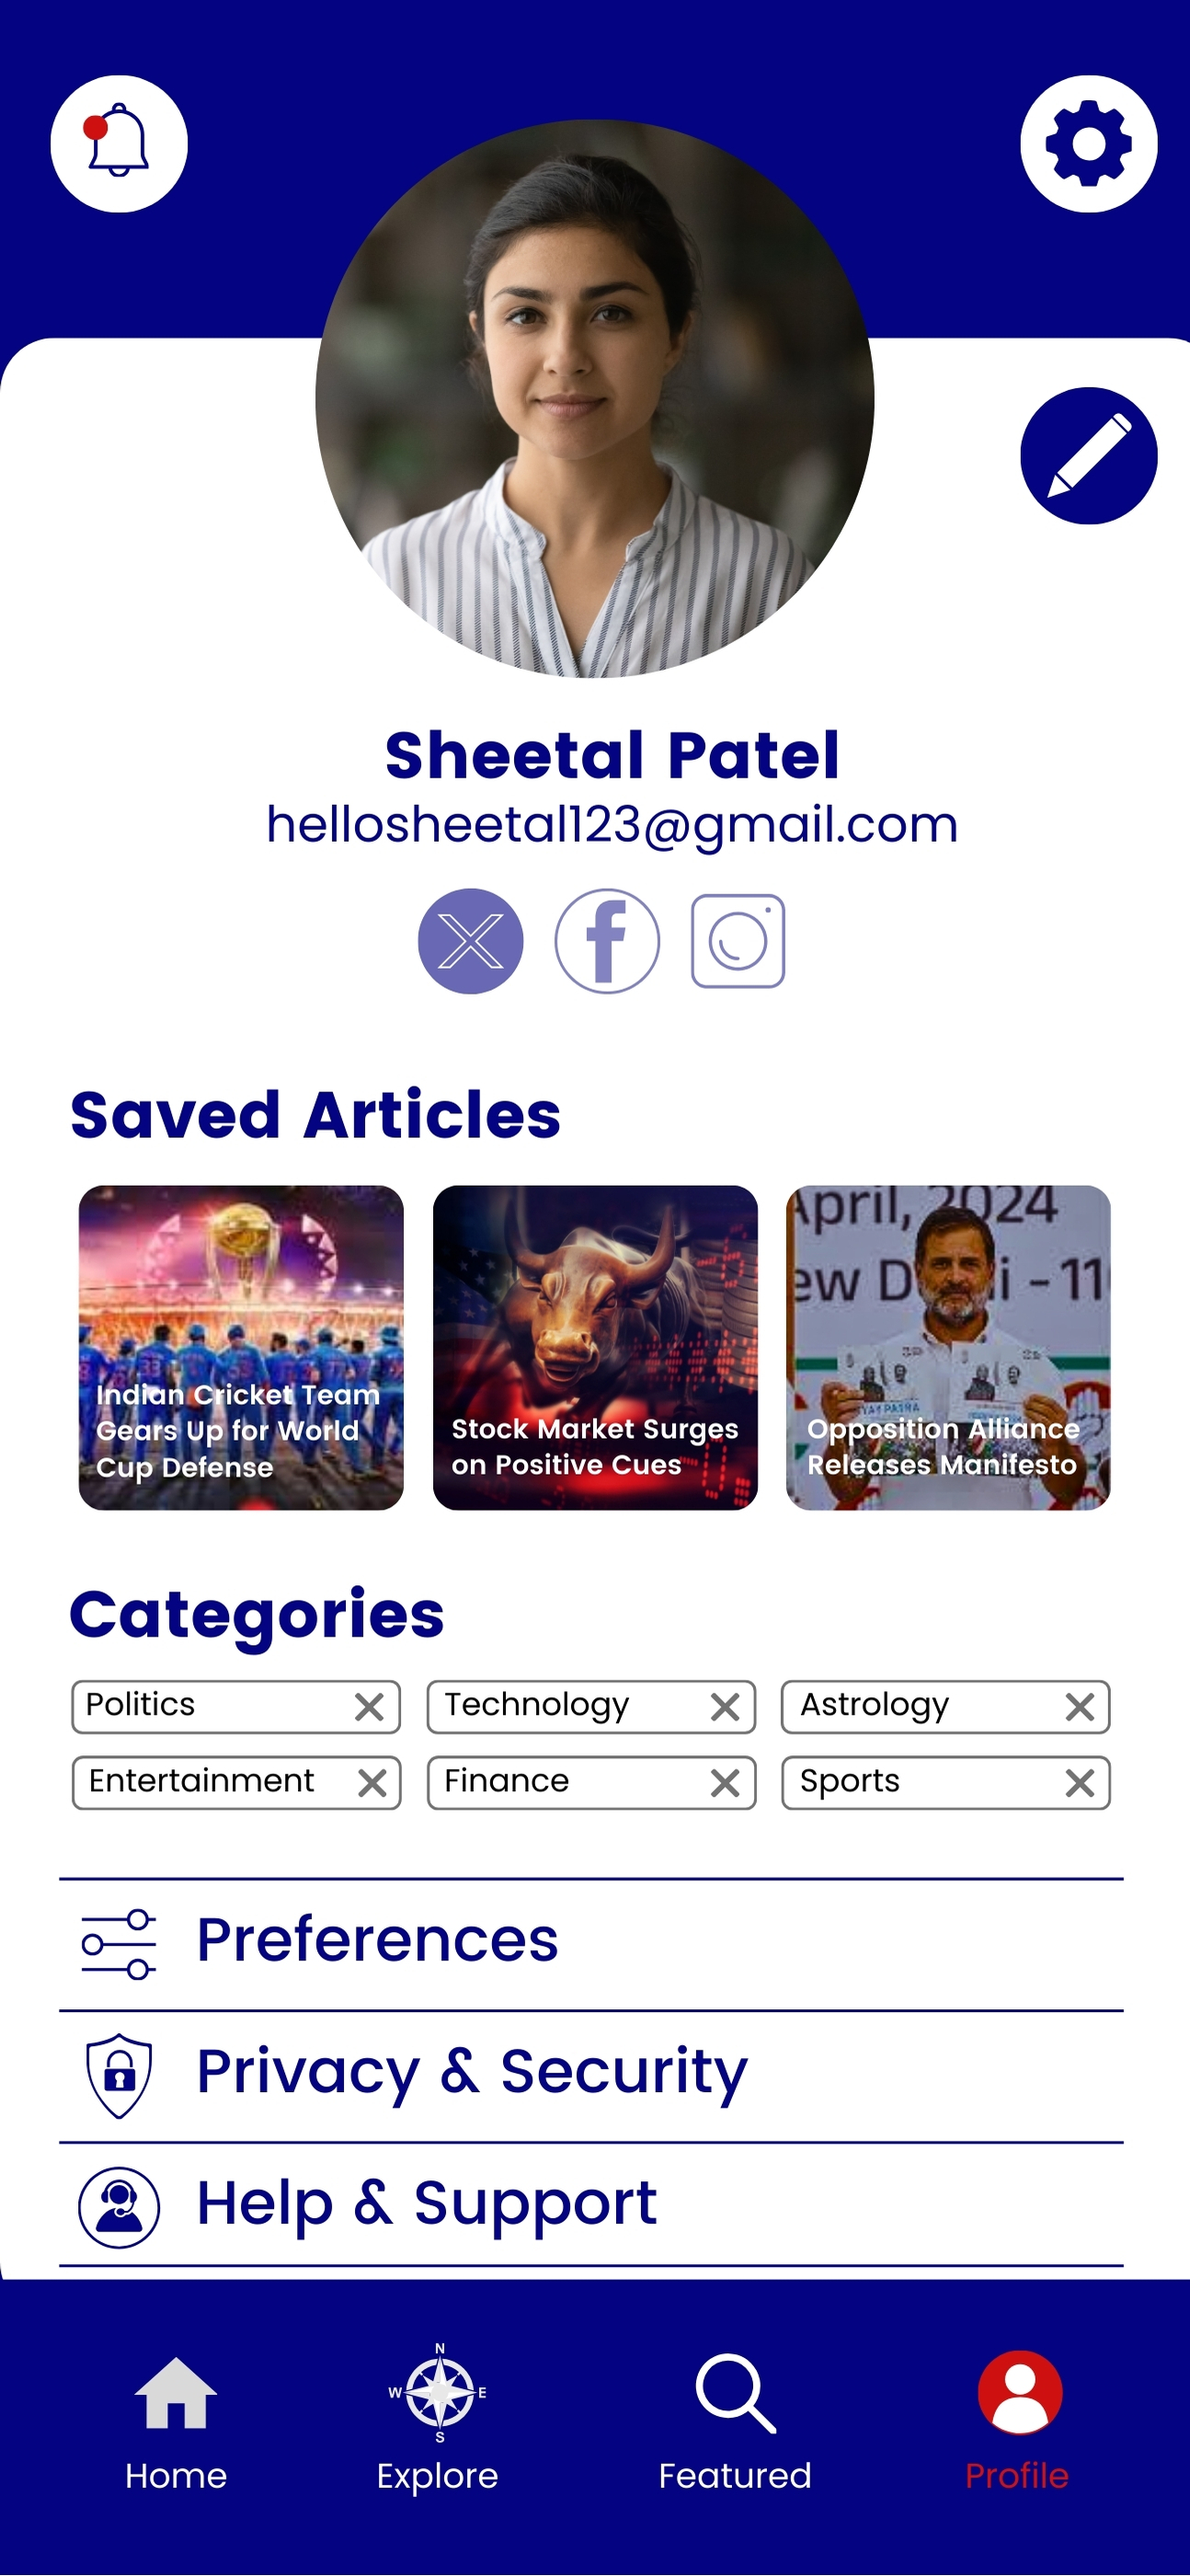 Sheetal Patel
hellosheetal123@gmail.com
Saved Articles
April, 2024
ew D i - 11
Indian Cricket Team
Gears Up for World
Cup Defense
Stock Market Surges
on Positive Cues
Opposition Alliance
Releases Manifesto
Categories
Politics
Technology
Astrology
Entertainment
Finance
Sports
Preferences
Privacy & Security
Help & Support
N
W E
S
Home
Explore
Featured
Profile